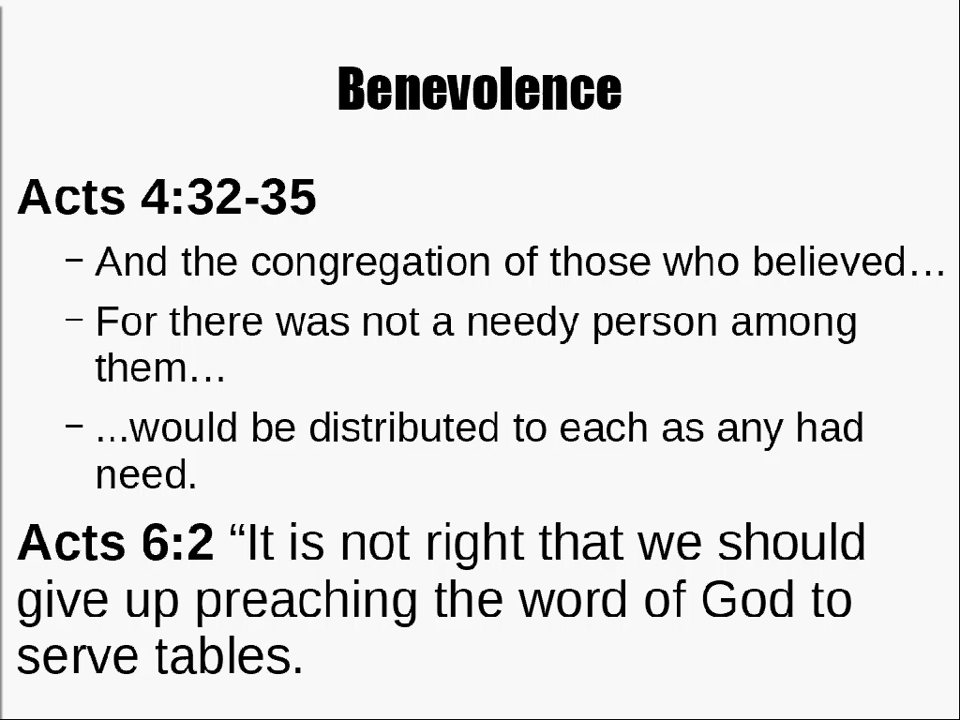 Benevolence
Acts 4:32-35
– And the congregation of those who believed…
– For there was not a needy person among
them…
– ...would be distributed to each as any had
need.
Acts 6:2 “It is not right that we should
give up preaching the word of God to
serve tables.